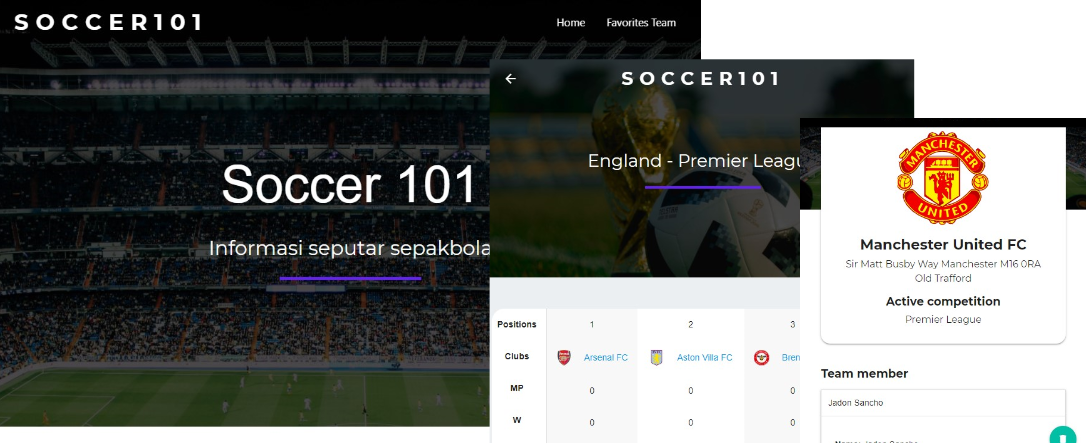 SOCCER101
Home Favorites Team
Soccer 101
Informasi seputar sepakbola
SOCCER101
England - Premier Leagu
Positions 1 2 3
Clubs Arsenal FC Aston Villa FC Bren
MP 0 0 0
W 0 0 0
MANCHESTER
UNITED
Manchester United FC
Sir Matt Busby Way Manchester M16 0RA
Old Trafford
Active competition
Premier League
Team member
Jadon Sancho